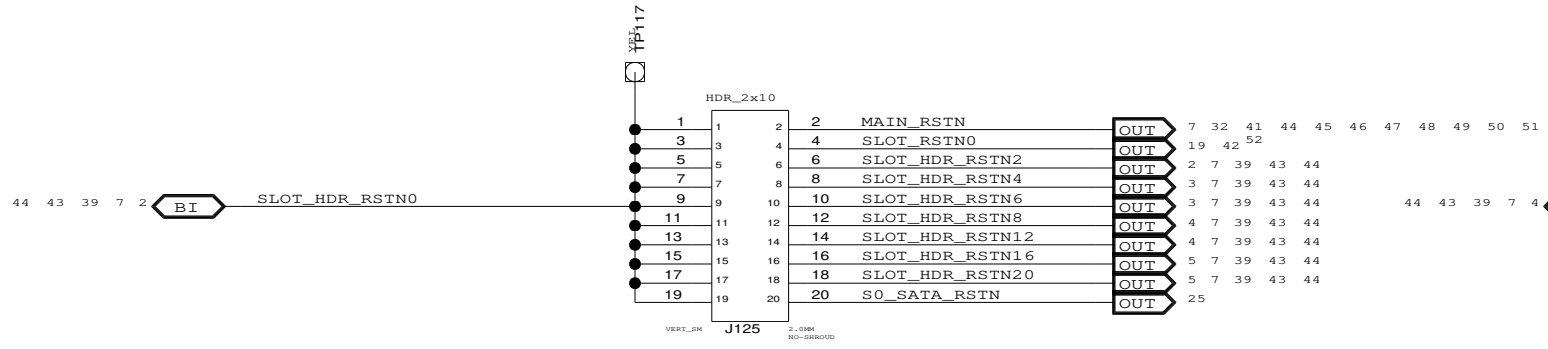 YEL TP117
HDR_2x10
1 1 2 2 MAIN_RSTN OUT 7 32 41 44 45 46 47 48 49 50 51
52
3 3 4 4 SLOT_RSTN0 OUT 19 42
5 5 6 6 SLOT_HDR_RSTN2 OUT 2 7 39 43 44
7 7 8 8 SLOT_HDR_RSTN4 OUT 3 7 39 43 44
44 43 39 7 2 BI SLOT_HDR_RSTN0 9 9 10 10 SLOT_HDR_RSTN6 OUT 3 7 39 43 44 44 43 39 7 4
11 11 12 12 SLOT_HDR_RSTN8 OUT 4 7 39 43 44
13 13 14 14 SLOT_HDR_RSTN12 OUT 4 7 39 43 44
15 15 16 16 SLOT_HDR_RSTN16 OUT 5 7 39 43 44
17 17 18 18 SLOT_HDR_RSTN20 OUT 5 7 39 43 44
19 19 20 20 S0_SATA_RSTN OUT 25
VERT_SM J125 2.0MM
NO-SHROUD